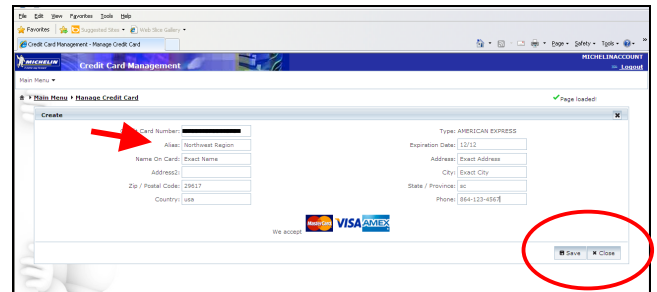 File Edit View Favorites Tools Help
Favorites Suggested Sites Web Slice Gallery
Credit Card Management - Manage Credit Card Page Safety Tools »
MICHELIN Credit Card Management MICHELINACCOUNT
Logout
Main Menu
Main Menu Manage Credit Card Page loaded!
Create x
Card Number: Type: AMERICAN EXPRESS
Alias: Northwest Region Expiration Date: 12/12
Name On Card: Exact Name Address: Exact Address
Address2: City: Exact City
Zip / Postal Code: 29617 State / Province: sc
Country: usa Phone: 864-123-4567
We accept MasterCard VISA AMEX
Save Close